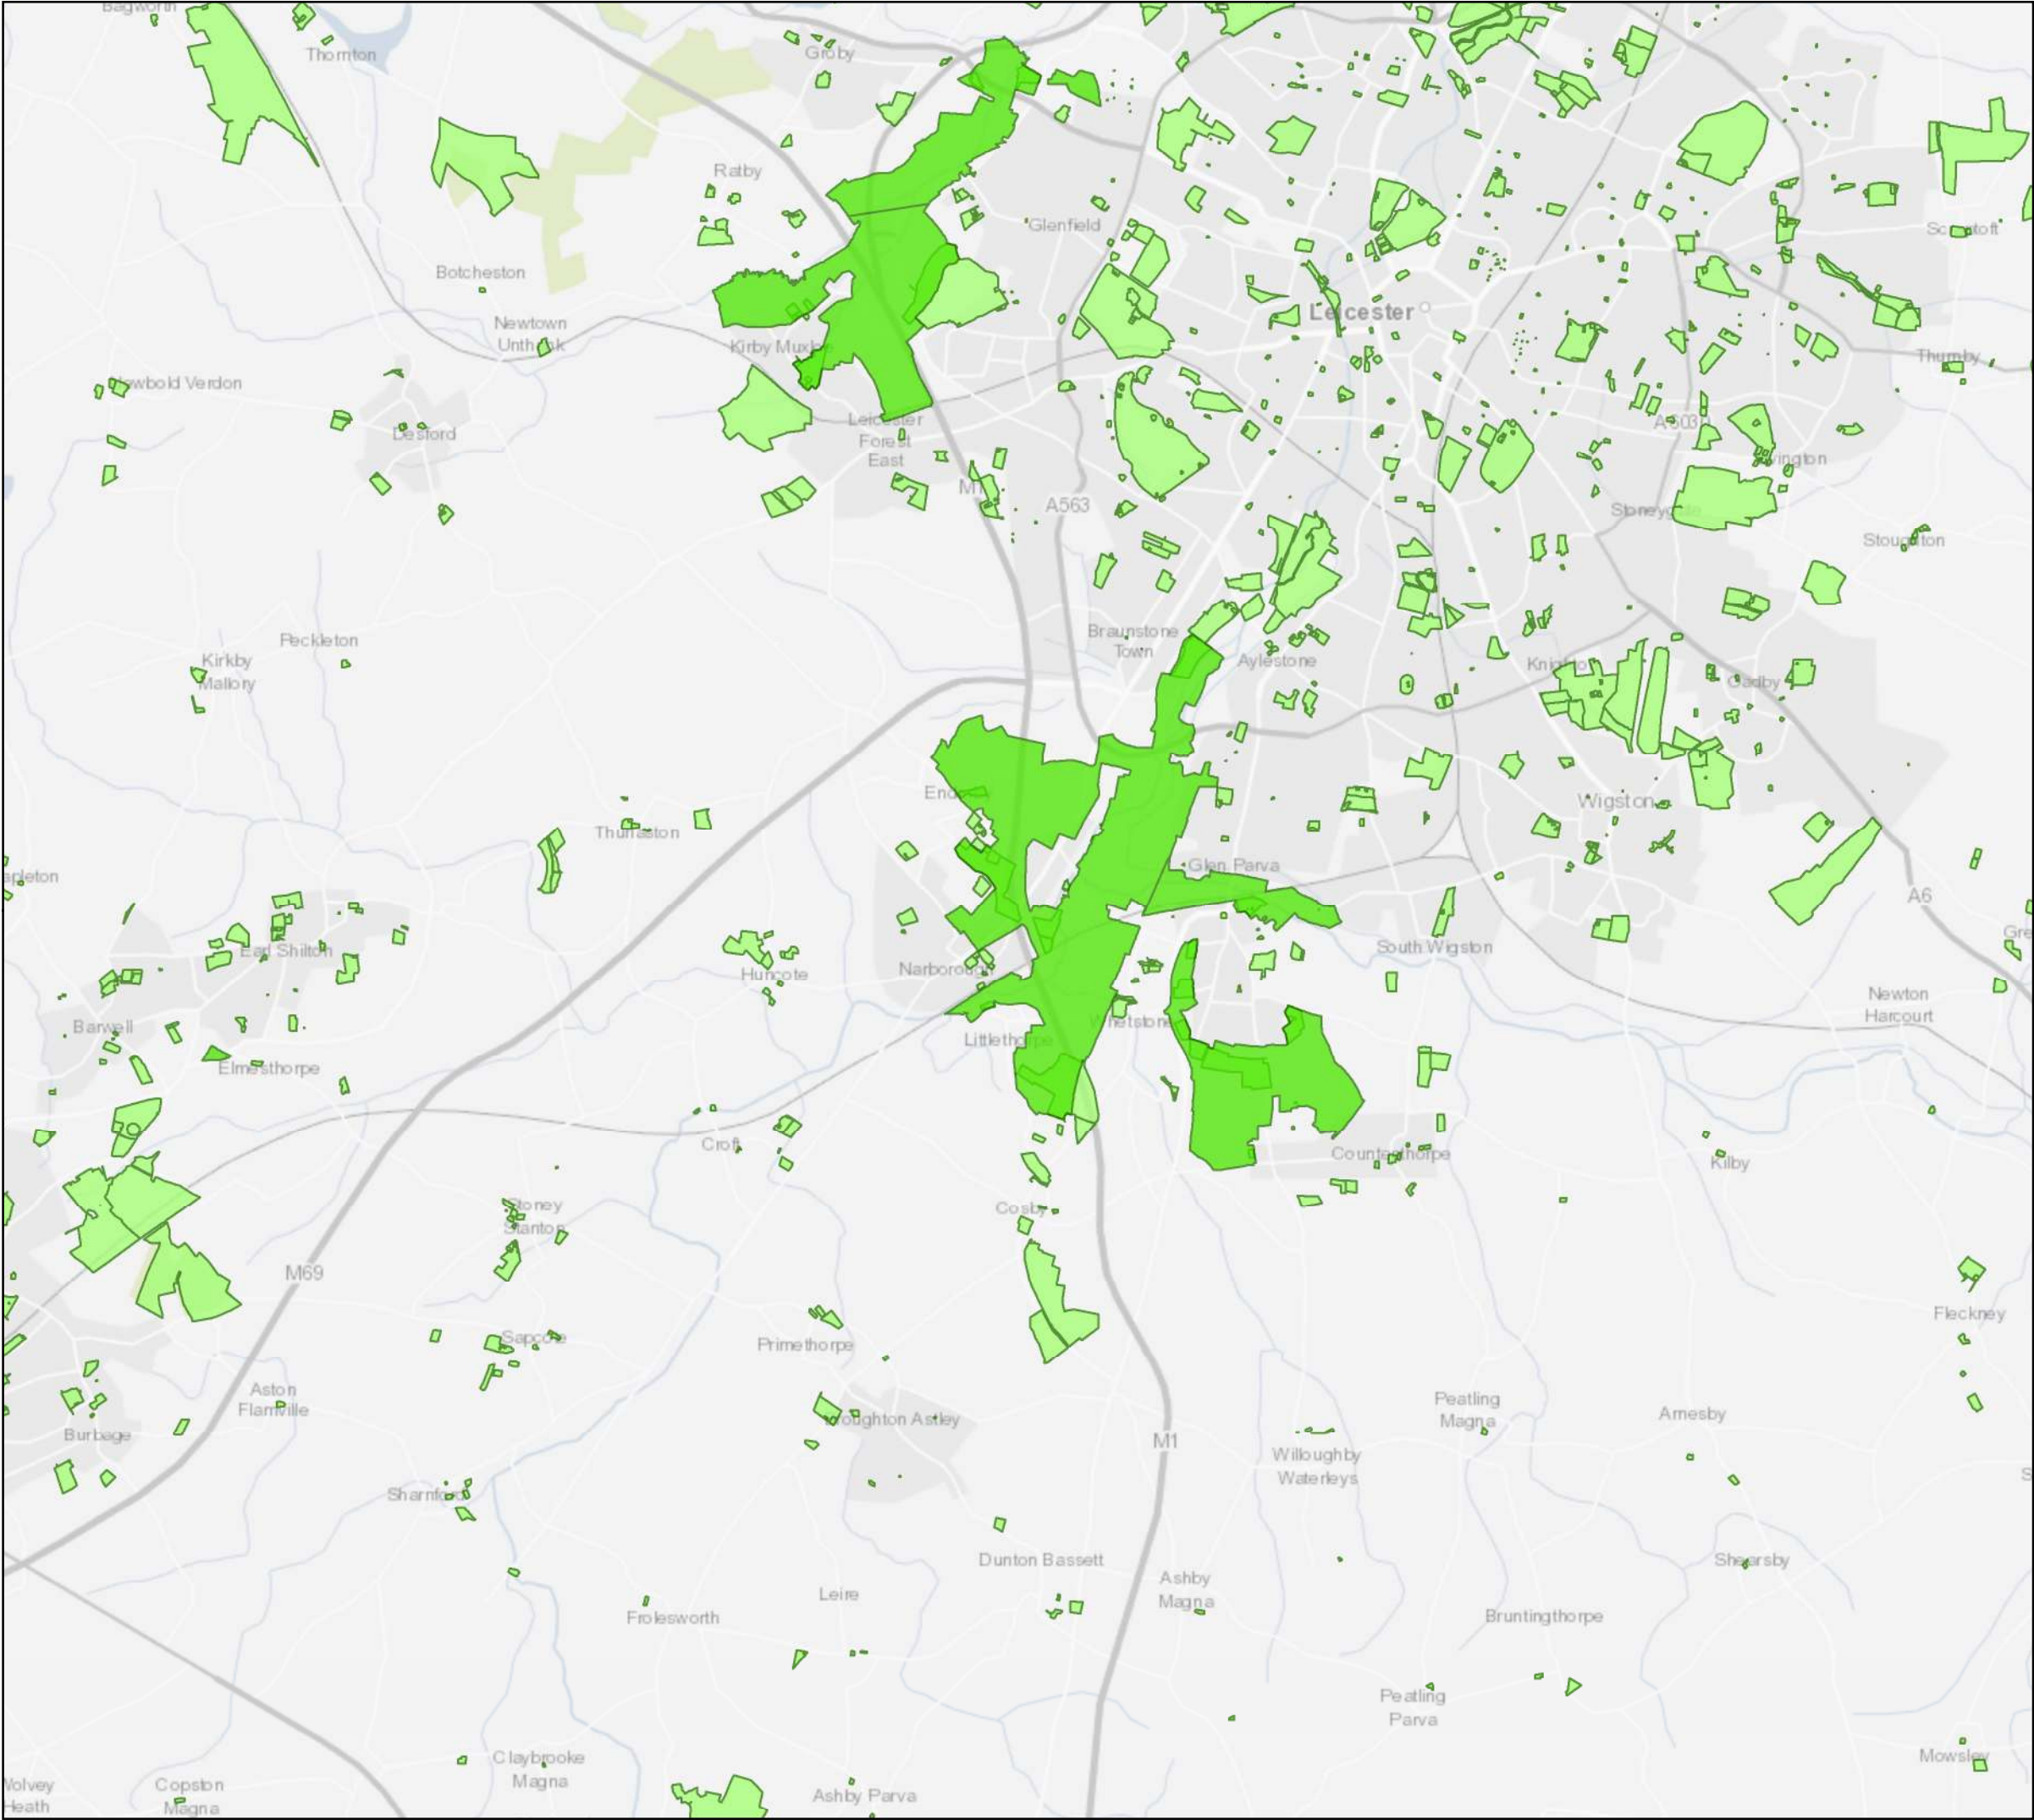 Bagworth
Thornton
Groby
Ratby
Glenfield
Scraptoft
Botcheston
Newtown
Unthank
Leicester
Kirby Muxloe
Thurnby
Newbold Verdon
Desford
Leicester
Forest
East
A6030
Evington
M1
A563
Stoneygate
Stoughton
Peckleton
Kirkby
Mallory
Braunstone
Town
Aylestone
Knighton
Oadby
Enderby
Wigston
Thurlaston
Glen Parva
apleton
A6
Earl Shilton
South Wigston
Gre
Huncote
Narborough
Newton
Harcourt
Barwell
Whetstone
Littlethorpe
Elmesthorpe
Croft
Countesthorpe
Kilby
Stoney
Stanton
Cosby
M69
Fleckney
Sapcote
Primethorpe
Aston
Flamville
Peatling
Magna
Arnesby
Burbage
Broughton Astley
M1
Willoughby
Waterleys
S
Sharnford
Dunton Bassett
Shearsby
Ashby
Magna
Leire
Frolesworth
Bruntingthorpe
Peatling
Parva
Mowsley
Claybrooke
Magna
Wolvey
Heath
Copston
Magna
Ashby Parva